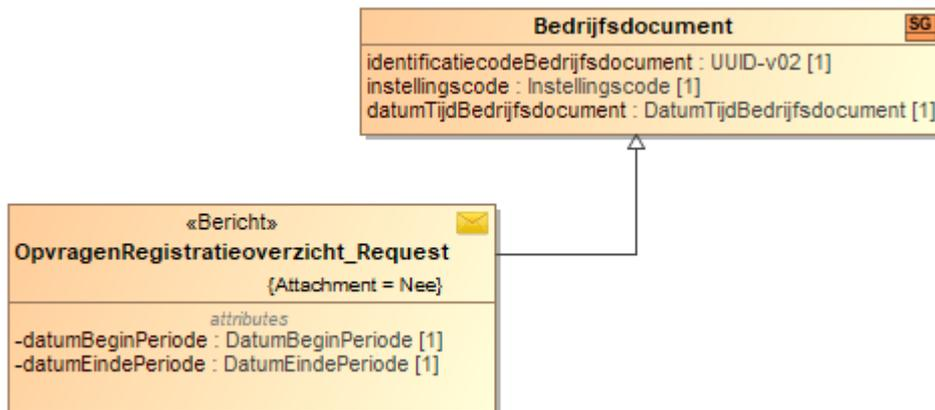 Bedrijfsdocument
SG
identificatiecodeBedrijfsdocument : UUID-v02 [1]
instellingscode : Instellingscode [1]
datumTijdBedrijfsdocument : DatumTijdBedrijfsdocument [1]
«Bericht»
OpvragenRegistratieoverzicht_Request
{Attachment = Nee}
attributes
-datumBeginPeriode : DatumBeginPeriode [1]
-datumEindePeriode : DatumEindePeriode [1]